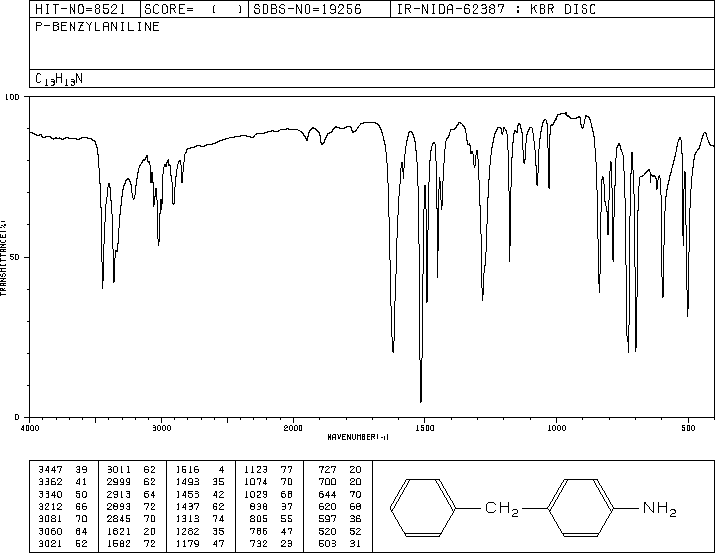 HIT-NO=8521 SCORE= ( ) SDBS-NO=19256 IR-NIDA-62387 : KBR DISC
P-BENZYLANILINE
C13H13N
100
50
0
TRANSMITTANCE(%)
4000 3000 2000 1500 1000 500
WAVENUMBER(-1)
3447 39 3011 62 1516 4 1123 77 727 20
3362 41 2999 62 1493 35 1074 70 700 20
3340 50 2913 64 1453 42 1029 68 644 70
3212 66 2893 72 1437 62 838 37 620 68
3081 70 2845 70 1313 74 805 55 597 36
3060 64 1621 20 1282 35 786 47 520 52
3021 52 1582 72 1179 47 732 29 503 31
CH2
NH2